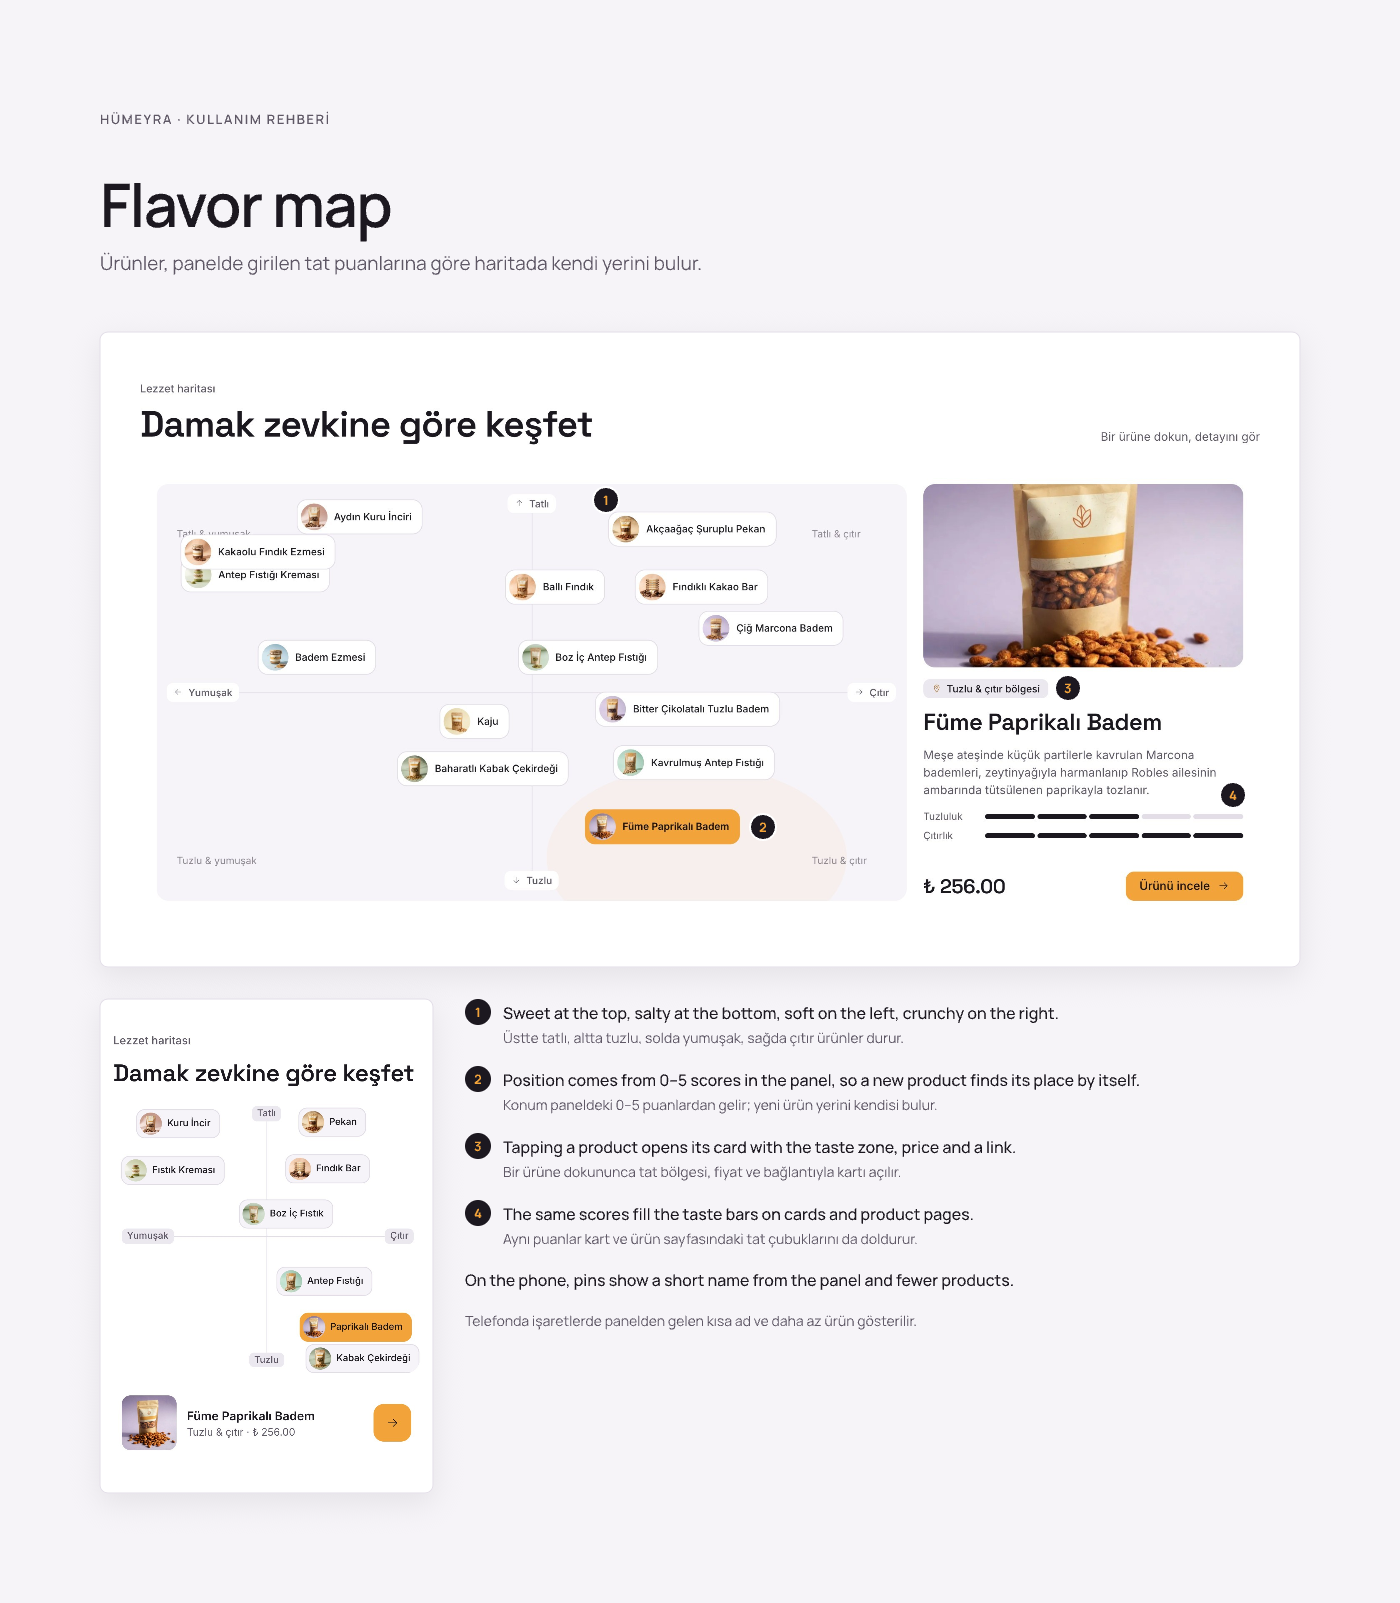 HÜMEYRA · KULLANIM REHBERİ
Flavor map
Ürünler, panelde girilen tat puanlarına göre haritada kendi yerini bulur.
Lezzet haritası
Damak zevkine göre keşfet
Bir ürüne dokun, detayını gör
↑ Tatlı
1
Aydın Kuru İnciri
Akçaağaç Şuruplu Pekan
Tatlı & yumuşak
Tatlı & çıtır
Kakaolu Fındık Ezmesi
Antep Fıstığı Kreması
Ballı Fındık
Fındıklı Kakao Bar
Çiğ Marcona Badem
Badem Ezmesi
Boz İç Antep Fıstığı
← Yumuşak
→ Çıtır
Bitter Çikolatalı Tuzlu Badem
Kaju
Kavrulmuş Antep Fıstığı
Baharatlı Kabak Çekirdeği
Füme Paprikalı Badem
2
Tuzlu & yumuşak
Tuzlu & çıtır
↓ Tuzlu
Tuzlu & çıtır bölgesi
3
Füme Paprikalı Badem
Meşe ateşinde küçük partilerle kavrulan Marcona
bademleri, zeytinyağıyla harmanlanıp Robles ailesinin
ambarında tütsülenen paprikayla tozlanır.
4
Tuzluluk
Çıtırlık
₺ 256.00
Ürünü incele →
Lezzet haritası
Damak zevkine göre keşfet
Tatlı
Kuru İncir
Pekan
Fıstık Kreması
Fındık Bar
Boz İç Fıstık
Yumuşak
Çıtır
Antep Fıstığı
Paprikalı Badem
Kabak Çekirdeği
Tuzlu
Füme Paprikalı Badem
Tuzlu & çıtır · ₺ 256.00
→
1 Sweet at the top, salty at the bottom, soft on the left, crunchy on the right.
Üstte tatlı, altta tuzlu, solda yumuşak, sağda çıtır ürünler durur.
2 Position comes from 0–5 scores in the panel, so a new product finds its place by itself.
Konum paneldeki 0–5 puanlardan gelir; yeni ürün yerini kendisi bulur.
3 Tapping a product opens its card with the taste zone, price and a link.
Bir ürüne dokununca tat bölgesi, fiyat ve bağlantıyla kartı açılır.
4 The same scores fill the taste bars on cards and product pages.
Aynı puanlar kart ve ürün sayfasındaki tat çubuklarını da doldurur.
On the phone, pins show a short name from the panel and fewer products.
Telefonda işaretlerde panelden gelen kısa ad ve daha az ürün gösterilir.